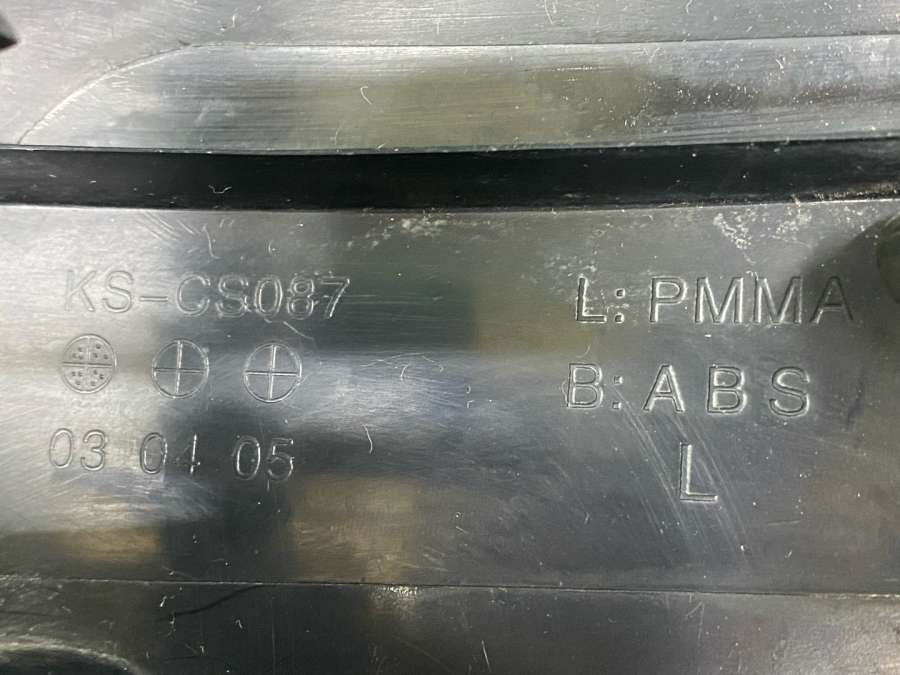 KS-CS087
03 04 05
L: PMMA
B: ABS
L